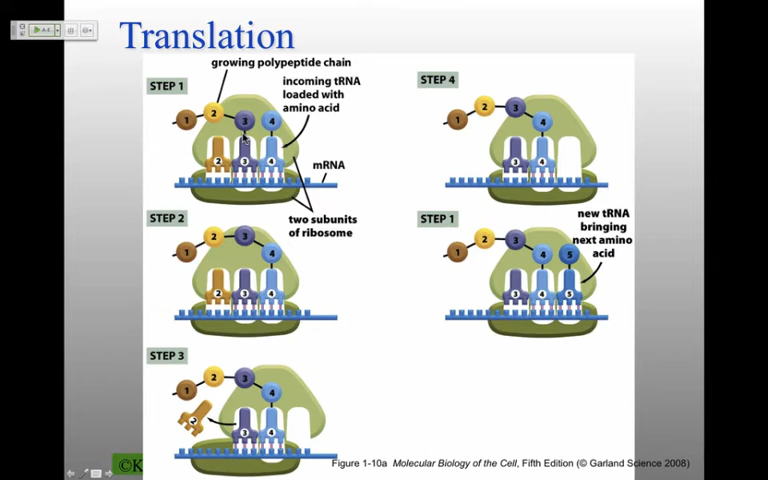 Translation
growing polypeptide chain
STEP 1
incoming tRNA
loaded with
amino acid
1
2
3
4
2
3
4
mRNA
two subunits
of ribosome
STEP 2
1
2
3
4
2
3
4
STEP 3
1
2
3
4
2
3
4
STEP 4
1
2
3
4
3
4
STEP 1
new tRNA
bringing
next amino
acid
1
2
3
4
5
3
4
5
©K
Figure 1-10a Molecular Biology of the Cell, Fifth Edition (© Garland Science 2008)